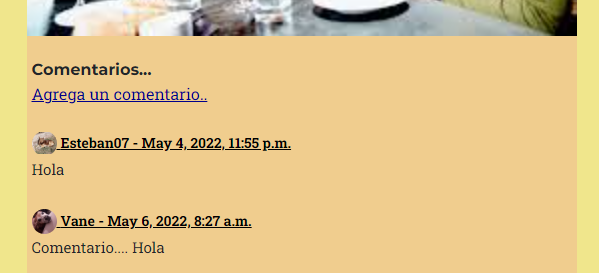 Comentarios...
Agrega un comentario..
Esteban07 - May 4, 2022, 11:55 p.m.
Hola
Vane - May 6, 2022, 8:27 a.m.
Comentario.... Hola